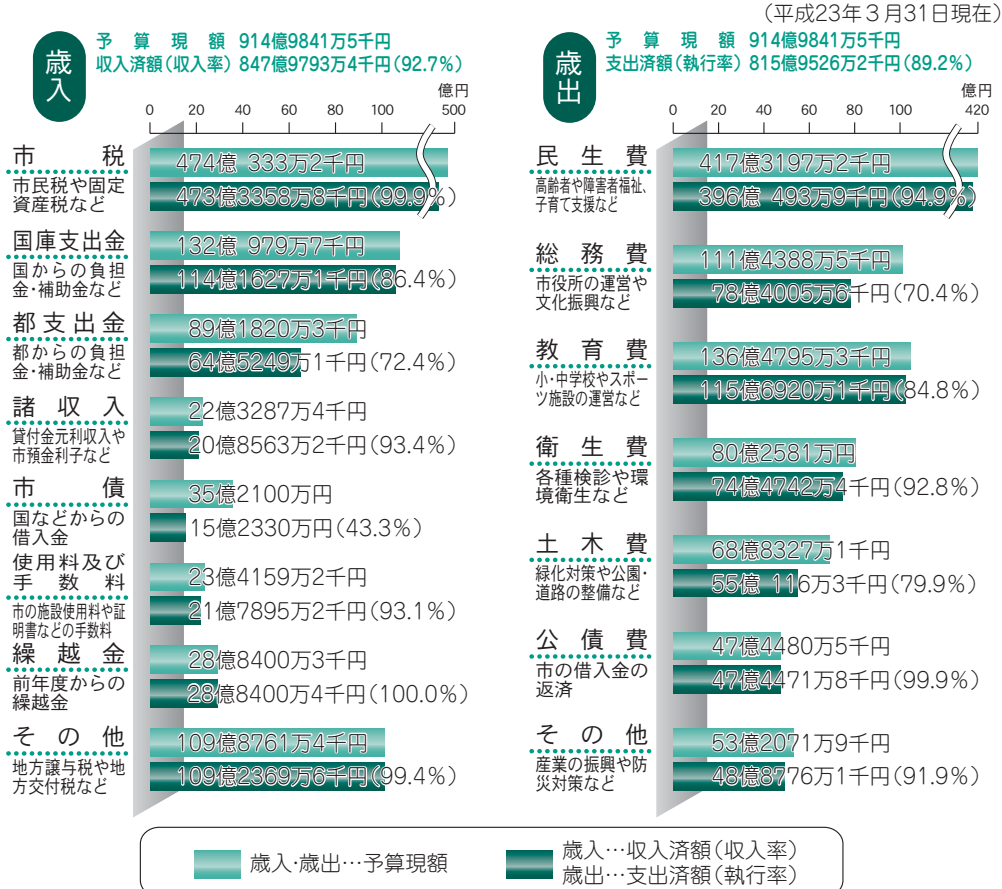 (平成23年3月31日現在)
歳入
予算現額 914億9841万5千円
収入済額(収入率) 847億9793万4千円(92.7%)
億円
0 20 40 60 80 100 500
市税
474億 333万2千円
市民税や固定
資産税など
473億3358万8千円(99.9%)
国庫支出金
132億 979万7千円
国からの負担
金・補助金など
114億1627万1千円(86.4%)
都支出金
89億1820万3千円
都からの負担
金・補助金など
64億5249万1千円(72.4%)
諸収入
22億3287万4千円
貸付金元利収入や
市預金利子など
20億8563万2千円(93.4%)
市債
35億2100万円
国などからの
借入金
15億2330万円(43.3%)
使用料及び
手数料
23億4159万2千円
市の施設使用料や証
明書などの手数料
21億7895万2千円(93.1%)
繰越金
28億8400万3千円
前年度からの
繰越金
28億8400万4千円(100.0%)
その他
109億8761万4千円
地方譲与税や地
方交付税など
109億2369万6千円(99.4%)
歳出
予算現額 914億9841万5千円
支出済額(執行率) 815億9526万2千円(89.2%)
億円
0 20 40 60 80 100 420
民生費
417億3197万2千円
高齢者や障害者福祉、
子育て支援など
396億 493万9千円(94.9%)
総務費
111億4388万5千円
市役所の運営や
文化振興など
78億4005万6千円(70.4%)
教育費
136億4795万3千円
小・中学校やスポー
ツ施設の運営など
115億6920万1千円(84.8%)
衛生費
80億2581万円
各種検診や環
境衛生など
74億4742万4千円(92.8%)
土木費
68億8327万1千円
緑化対策や公園・
道路の整備など
55億 116万3千円(79.9%)
公債費
47億4480万5千円
市の借入金の
返済
47億4471万8千円(99.9%)
その他
53億2071万9千円
産業の振興や防
災対策など
48億8776万1千円(91.9%)
歳入・歳出…予算現額
歳入…収入済額(収入率)
歳出…支出済額(執行率)